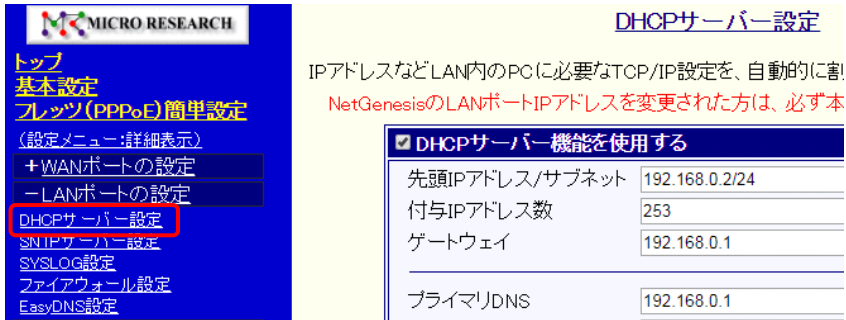 MICRO RESEARCH
トップ
基本設定
フレッツ(PPPoE)簡単設定
(設定メニュー:詳細表示)
+WANポートの設定
-LANポートの設定
DHCPサーバー設定
SNTPサーバー設定
SYSLOG設定
ファイアウォール設定
EasyDNS設定
DHCPサーバー設定
IPアドレスなどLAN内のPCに必要なTCP/IP設定を、自動的に割
NetGenesisのLANポートIPアドレスを変更された方は、必ず本
DHCPサーバー機能を使用する
先頭IPアドレス/サブネット 192.168.0.2/24
付与IPアドレス数 253
ゲートウェイ 192.168.0.1
プライマリDNS 192.168.0.1